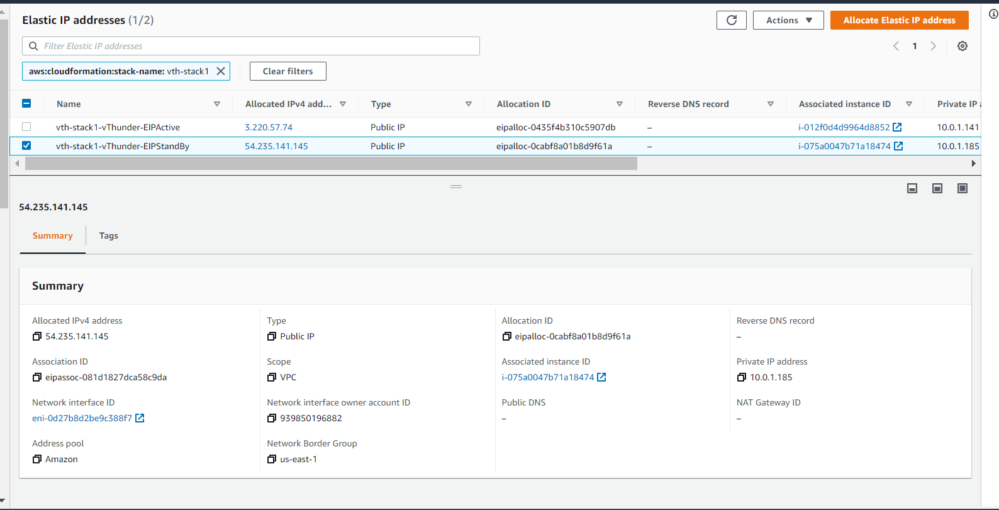 Elastic IP addresses (1/2)
Actions
Allocate Elastic IP address
Filter Elastic IP addresses
1
aws:cloudformation:stack-name: vth-stack1
Clear filters
Name Allocated IPv4 add... Type Allocation ID Reverse DNS record Associated instance ID Private IP
vth-stack1-vThunder-EIPActive 3.220.57.74 Public IP eipalloc-0435f4b310c5907db – i-012f0d4d9964d8852 10.0.1.141
vth-stack1-vThunder-EIPStandBy 54.235.141.145 Public IP eipalloc-0cabf8a01b8d9f61a – i-075a0047b71a18474 10.0.1.185
54.235.141.145
Summary Tags
Summary
Allocated IPv4 address Type Allocation ID Reverse DNS record
54.235.141.145 Public IP eipalloc-0cabf8a01b8d9f61a –
Association ID Scope Associated instance ID Private IP address
eipassoc-081d1827dca58c9da VPC i-075a0047b71a18474 10.0.1.185
Network interface ID Network interface owner account ID Public DNS NAT Gateway ID
eni-0d27b8d2be9c388f7 939850196882 – –
Address pool Network Border Group
Amazon us-east-1